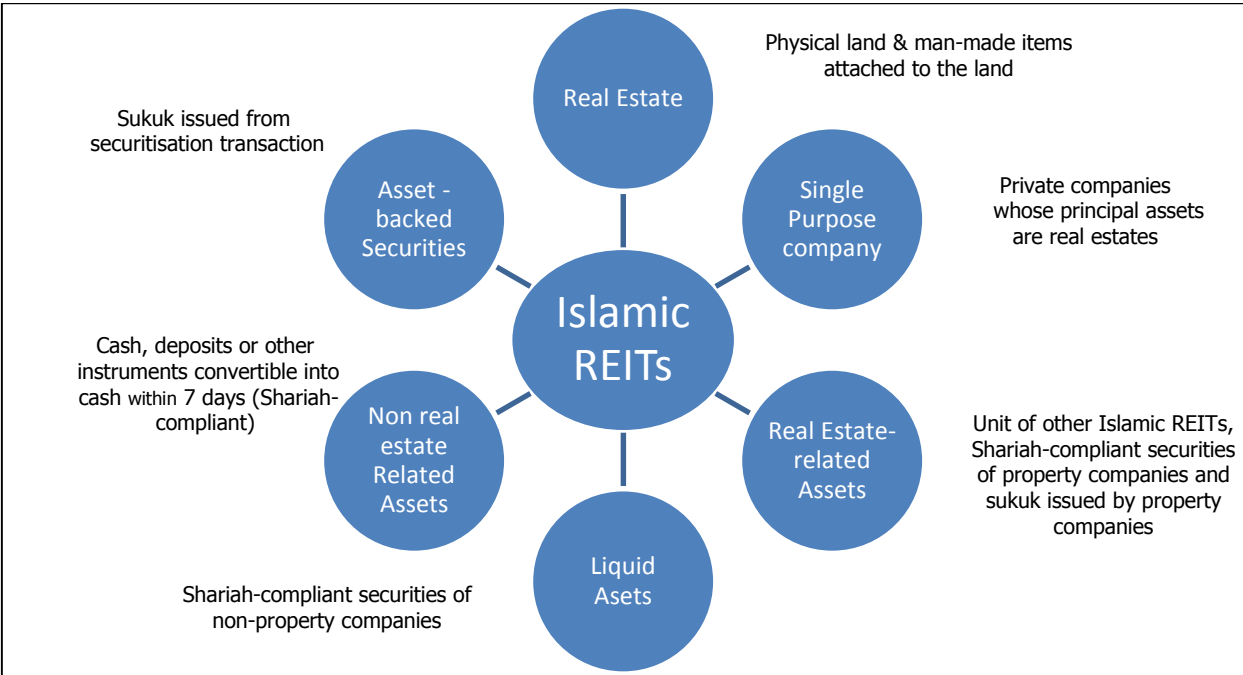 Physical land & man-made items
attached to the land
Real Estate
Sukuk issued from
securitisation transaction
Asset -
backed
Securities
Single
Purpose
company
Private companies
whose principal assets
are real estates
Islamic
REITs
Cash, deposits or other
instruments convertible into
cash within 7 days (Shariah-
compliant)
Non real
estate
Related
Assets
Real Estate-
related
Assets
Unit of other Islamic REITs,
Shariah-compliant securities
of property companies and
sukuk issued by property
companies
Liquid
Asets
Shariah-compliant securities of
non-property companies